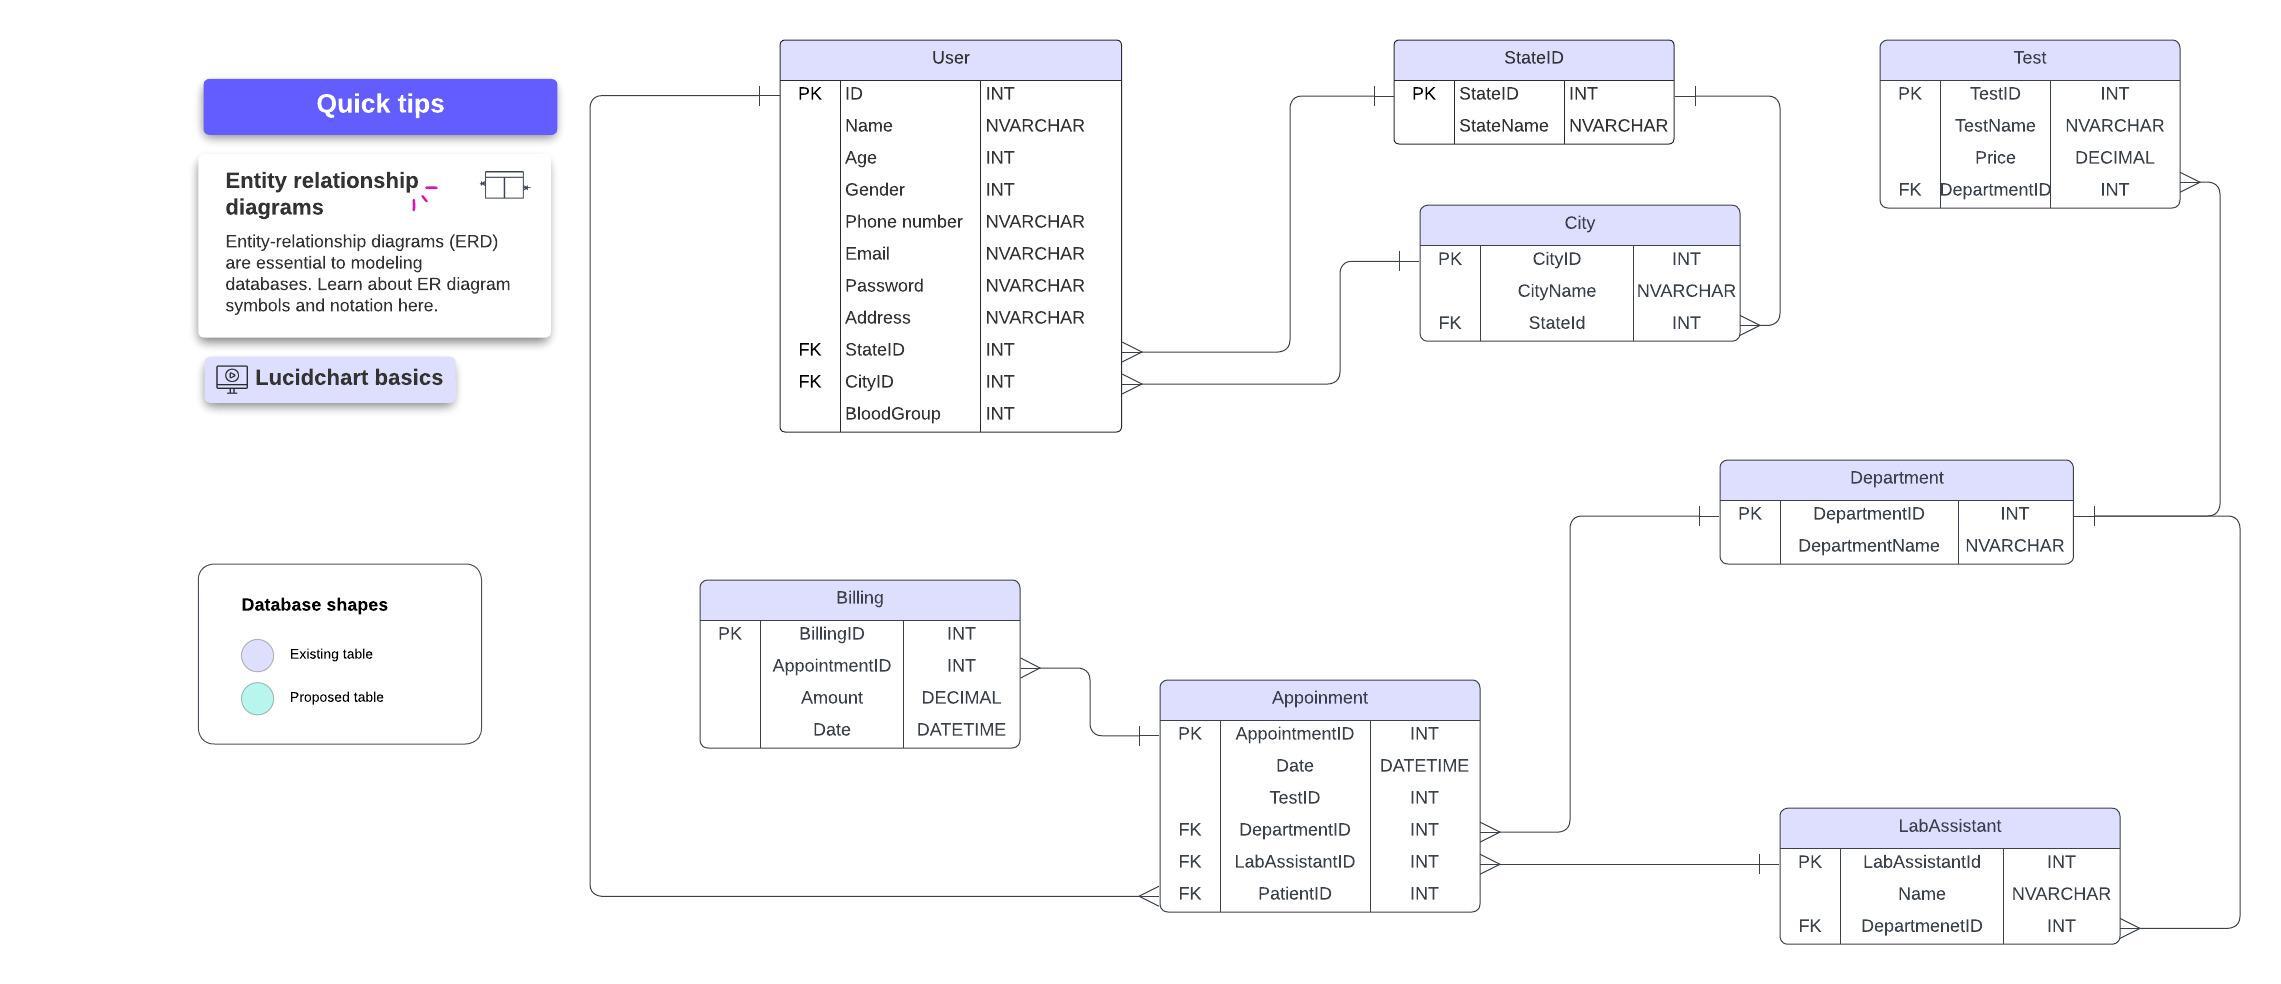 Quick tips
Entity relationship
diagrams
Entity-relationship diagrams (ERD)
are essential to modeling
databases. Learn about ER diagram
symbols and notation here.
Lucidchart basics
Database shapes
Existing table
Proposed table
User
PK ID INT
Name NVARCHAR
Age INT
Gender INT
Phone number NVARCHAR
Email NVARCHAR
Password NVARCHAR
Address NVARCHAR
FK StateID INT
FK CityID INT
BloodGroup INT
StateID
PK StateID INT
StateName NVARCHAR
City
PK CityID INT
CityName NVARCHAR
FK StateId INT
Test
PK TestID INT
TestName NVARCHAR
Price DECIMAL
FK DepartmentID INT
Department
PK DepartmentID INT
DepartmentName NVARCHAR
Billing
PK BillingID INT
AppointmentID INT
Amount DECIMAL
Date DATETIME
Appoinment
PK AppointmentID INT
Date DATETIME
TestID INT
FK DepartmentID INT
FK LabAssistantID INT
FK PatientID INT
LabAssistant
PK LabAssistantId INT
Name NVARCHAR
FK DepartmenetID INT